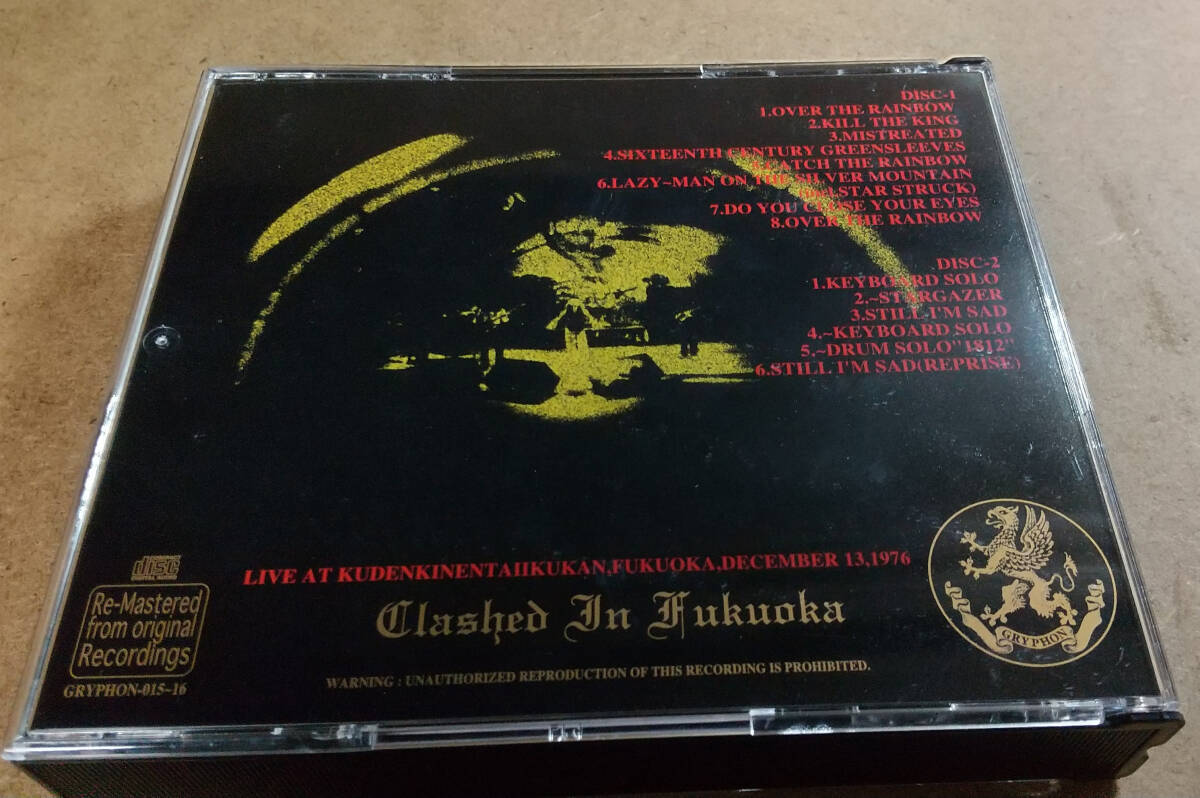 DISC-1
1.OVER THE RAINBOW
2.KILL THE KING
3.MISTREATED
4.SIXTEENTH CENTURY GREENSLEEVES
CATCH THE RAINBOW
6.LAZY~MAN ON THE SILVER MOUNTAIN
STAR STRUCK)
7.DO YOU CLOSE YOUR EYES
8.OVER THE RAINBOW
DISC-2
1.KEYBOARD SOLO
2.~STARGAZER
3.STILL I'M SAD
4.~KEYBOARD SOLO
5.~DRUM SOLO"1812"
6.STILL I'M SAD(REPRISE)
LIVE AT KUDENKINENTAIIKUKAN,FUKUOKA,DECEMBER 13,1976
Clashed In Fukuoka
WARNING : UNAUTHORIZED REPRODUCTION OF THIS RECORDING IS PROHIBITED.
COMPACT
disc
DIGITAL AUDIO
Re-Mastered
from original
Recordings
GRYPHON-015~16
GRYPHON